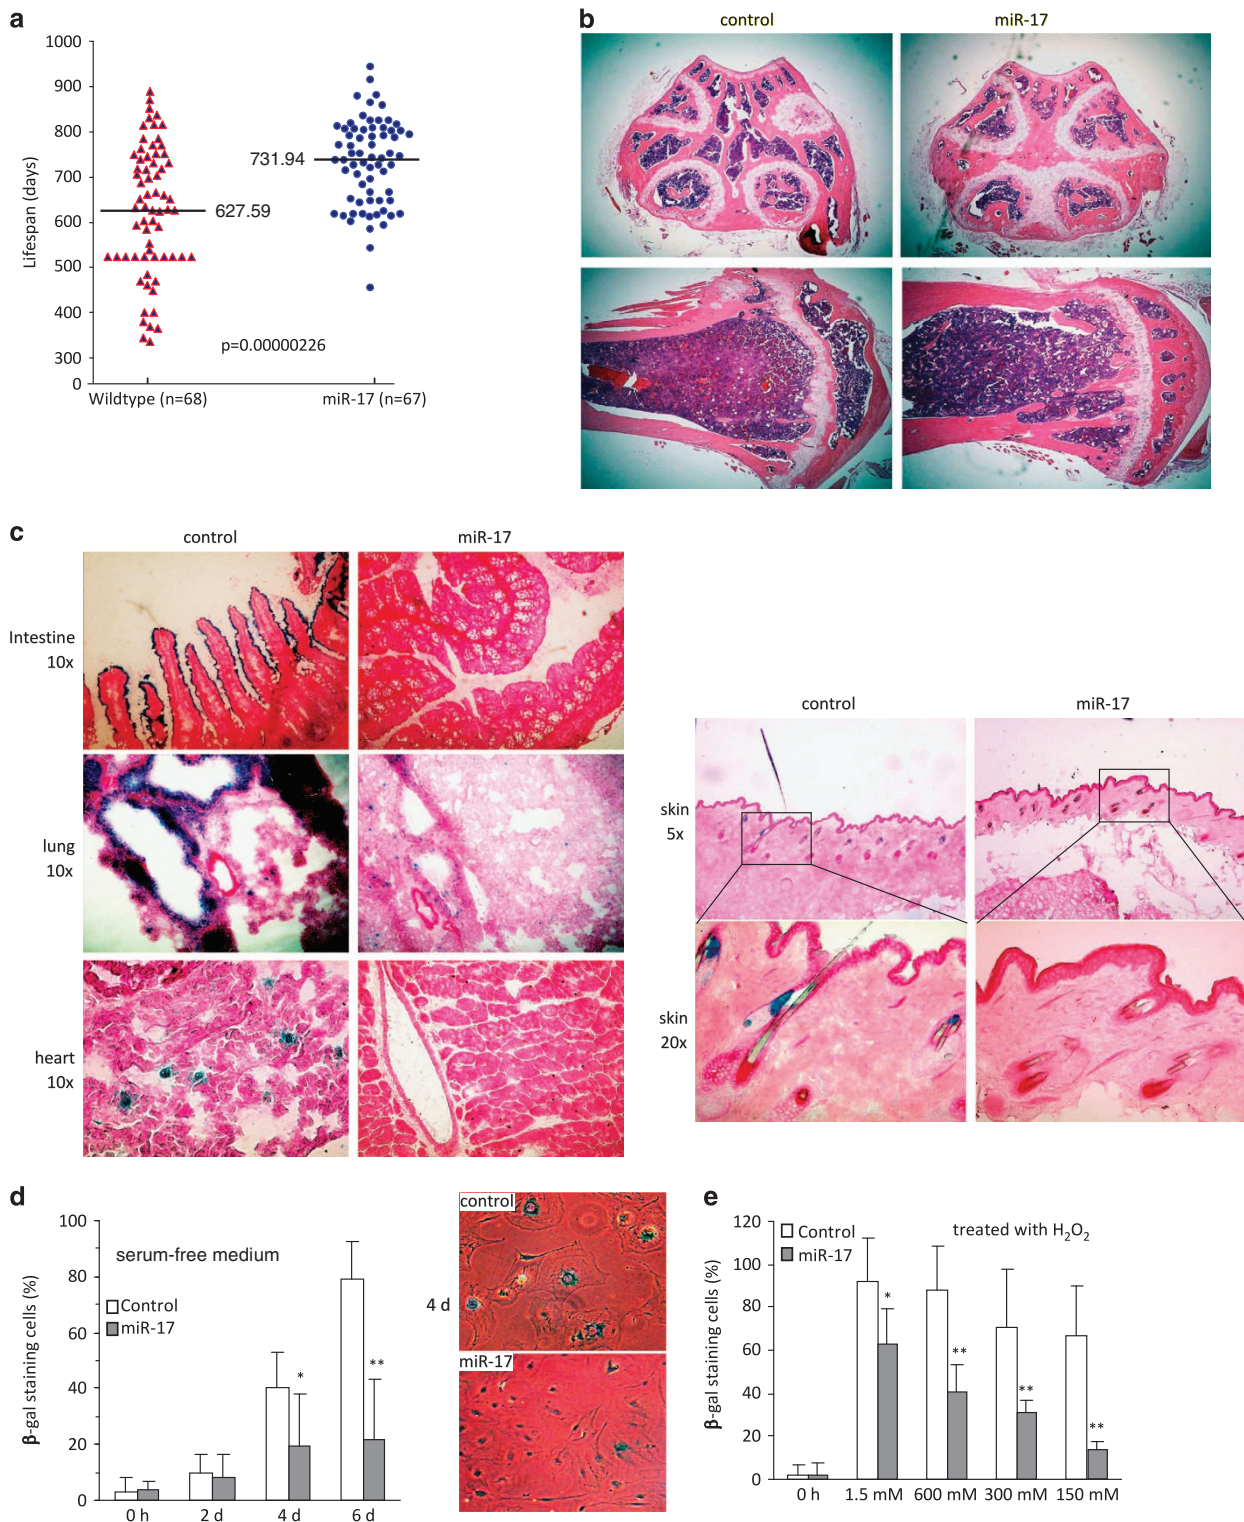 a
1000
900
800
700
600
500
400
300
0
Lifespan (days)
731.94
627.59
p=0.00000226
Wildtype (n=68)
miR-17 (n=67)
b
control
miR-17
c
control
miR-17
Intestine
10x
lung
10x
heart
10x
control
miR-17
skin
5x
skin
20x
d
100
80
60
40
20
0
β-gal staining cells (%)
serum-free medium
Control
miR-17
*
**
0 h
2 d
4 d
6 d
4 d
control
miR-17
e
120
100
80
60
40
20
0
β-gal staining cells (%)
Control
miR-17
treated with H₂O₂
*
**
**
**
0 h
1.5 mM
600 mM
300 mM
150 mM